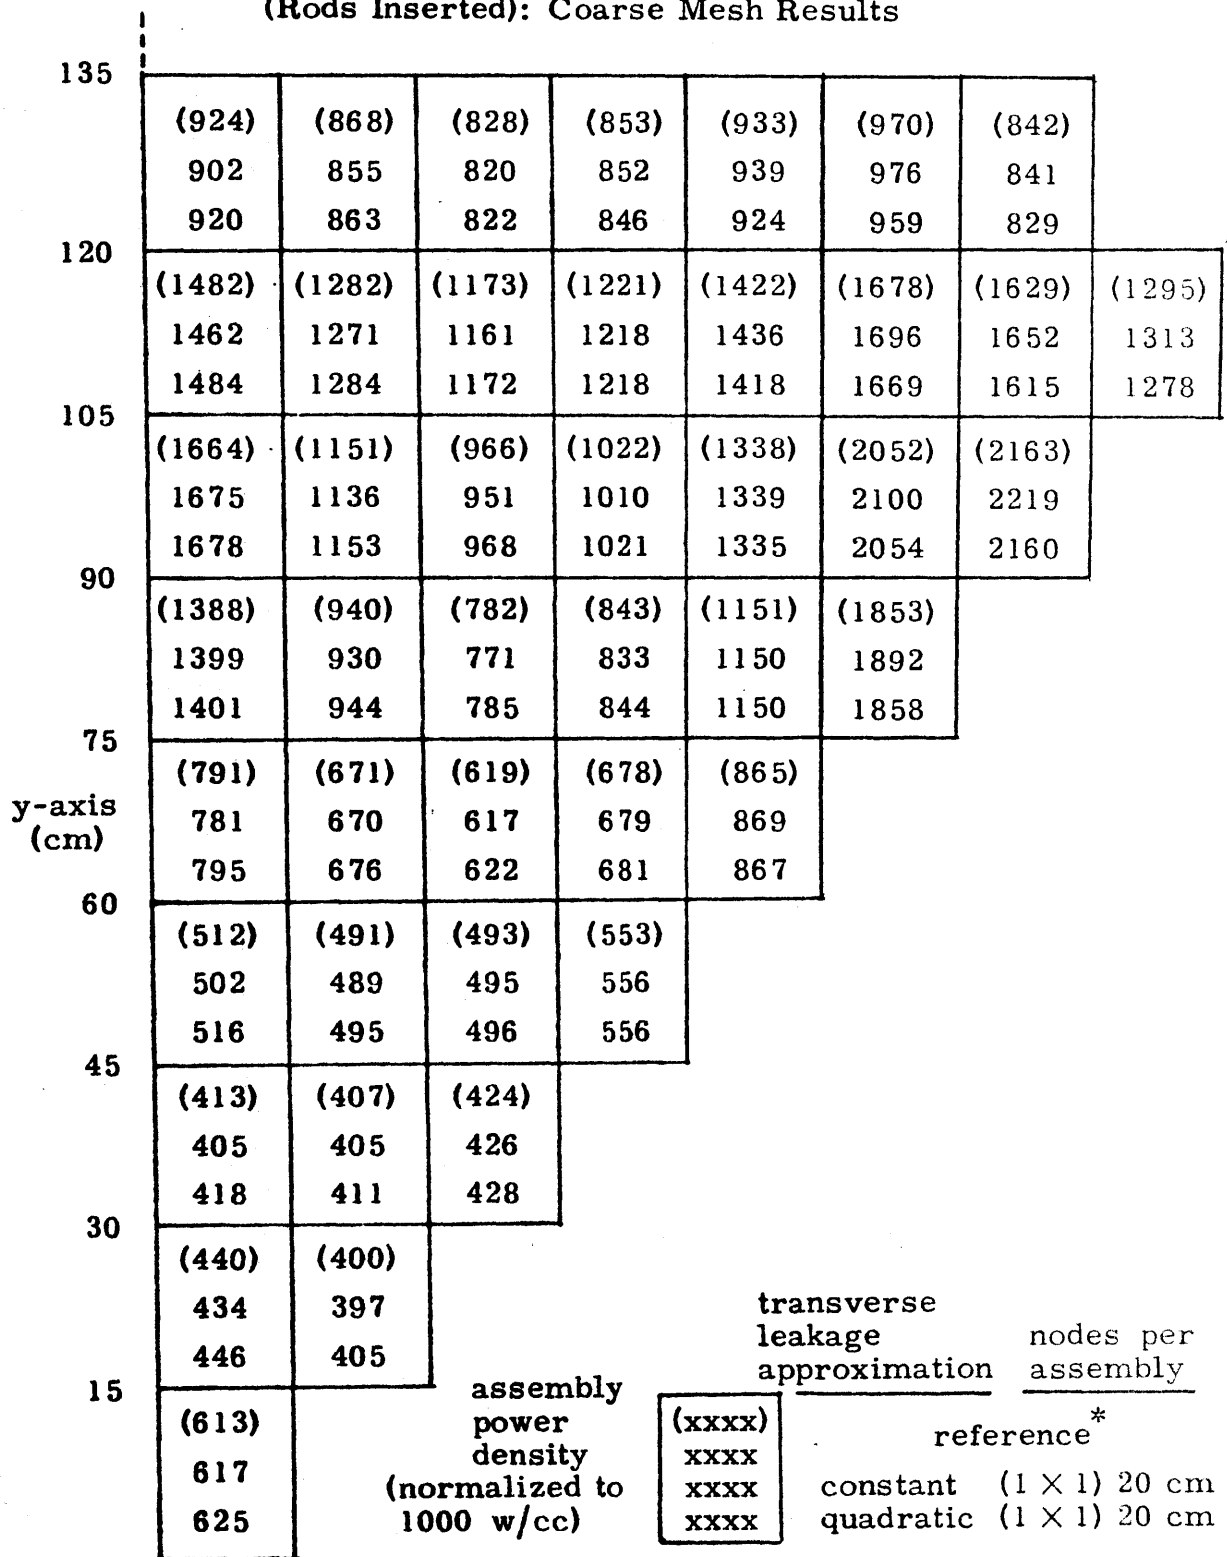 (Rods Inserted): Coarse Mesh Results
135
(924) (868) (828) (853) (933) (970) (842)
902 855 820 852 939 976 841
920 863 822 846 924 959 829
120
(1482) (1282) (1173) (1221) (1422) (1678) (1629) (1295)
1462 1271 1161 1218 1436 1696 1652 1313
1484 1284 1172 1218 1418 1669 1615 1278
105
(1664) (1151) (966) (1022) (1338) (2052) (2163)
1675 1136 951 1010 1339 2100 2219
1678 1153 968 1021 1335 2054 2160
90
(1388) (940) (782) (843) (1151) (1853)
1399 930 771 833 1150 1892
1401 944 785 844 1150 1858
75
(791) (671) (619) (678) (865)
y-axis
(cm)
781 670 617 679 869
795 676 622 681 867
60
(512) (491) (493) (553)
502 489 495 556
516 495 496 556
45
(413) (407) (424)
405 405 426
418 411 428
30
(440) (400)
434 397
446 405
15
(613)
617
625
assembly
power
density
(normalized to
1000 w/cc)
(xxxx)
xxxx
xxxx
xxxx
transverse
leakage
approximation
nodes per
assembly
reference*
constant (1 X 1) 20 cm
quadratic (1 X 1) 20 cm